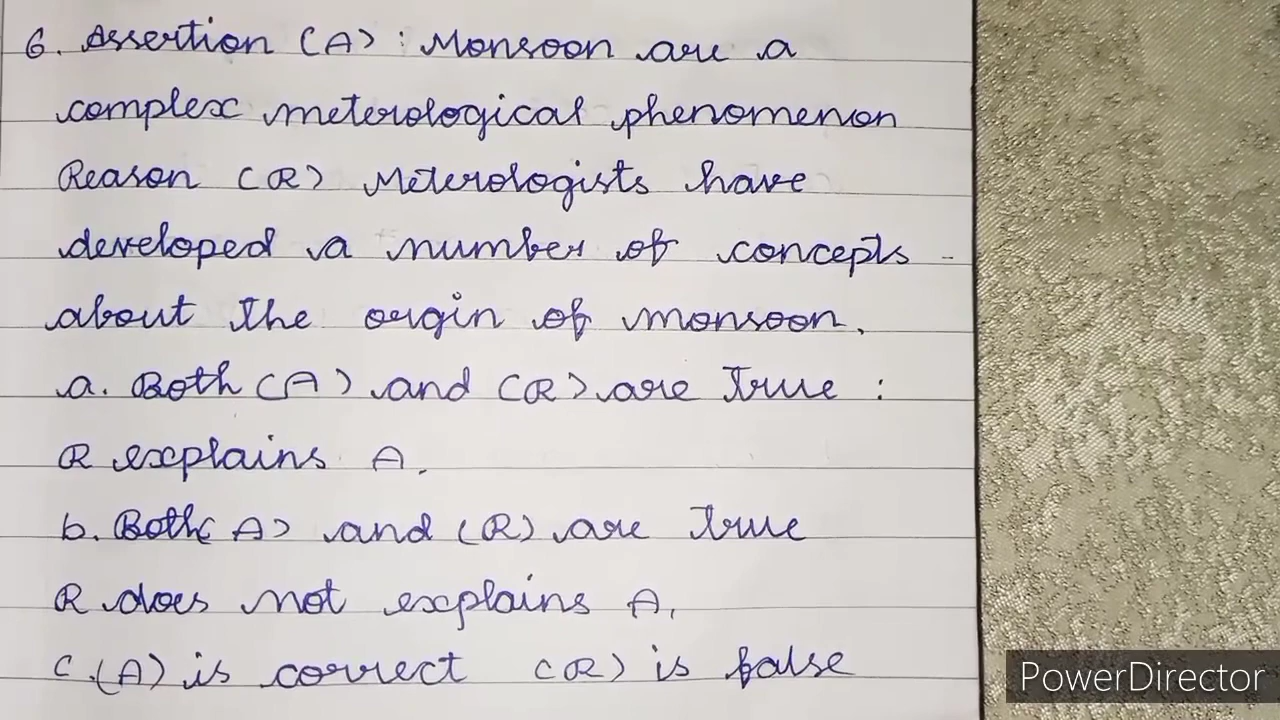 6. Assertion (A) : Monsoon are a
complex meterological phenomenon
Reason (R) Meterologists have
developed a number of concepts
about the origin of monsoon.
a. Both (A) and (R) are True :
R explains A.
b. Both (A) and (R) are True
R does not explains A.
C. (A) is correct (R) is false
PowerDirector